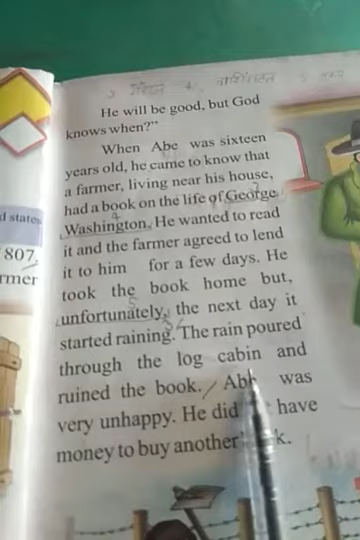 He will be good, but God
knows when?"
When Abe was sixteen
years old, he came to know that
a farmer, living near his house,
had a book on the life of George
Washington. He wanted to read
it and the farmer agreed to lend
it to him for a few days. He
took the book home but,
unfortunately, the next day it
started raining. The rain poured
through the log cabin and
ruined the book. was
very unhappy. He did have
money to buy another
d states
807,
rmer